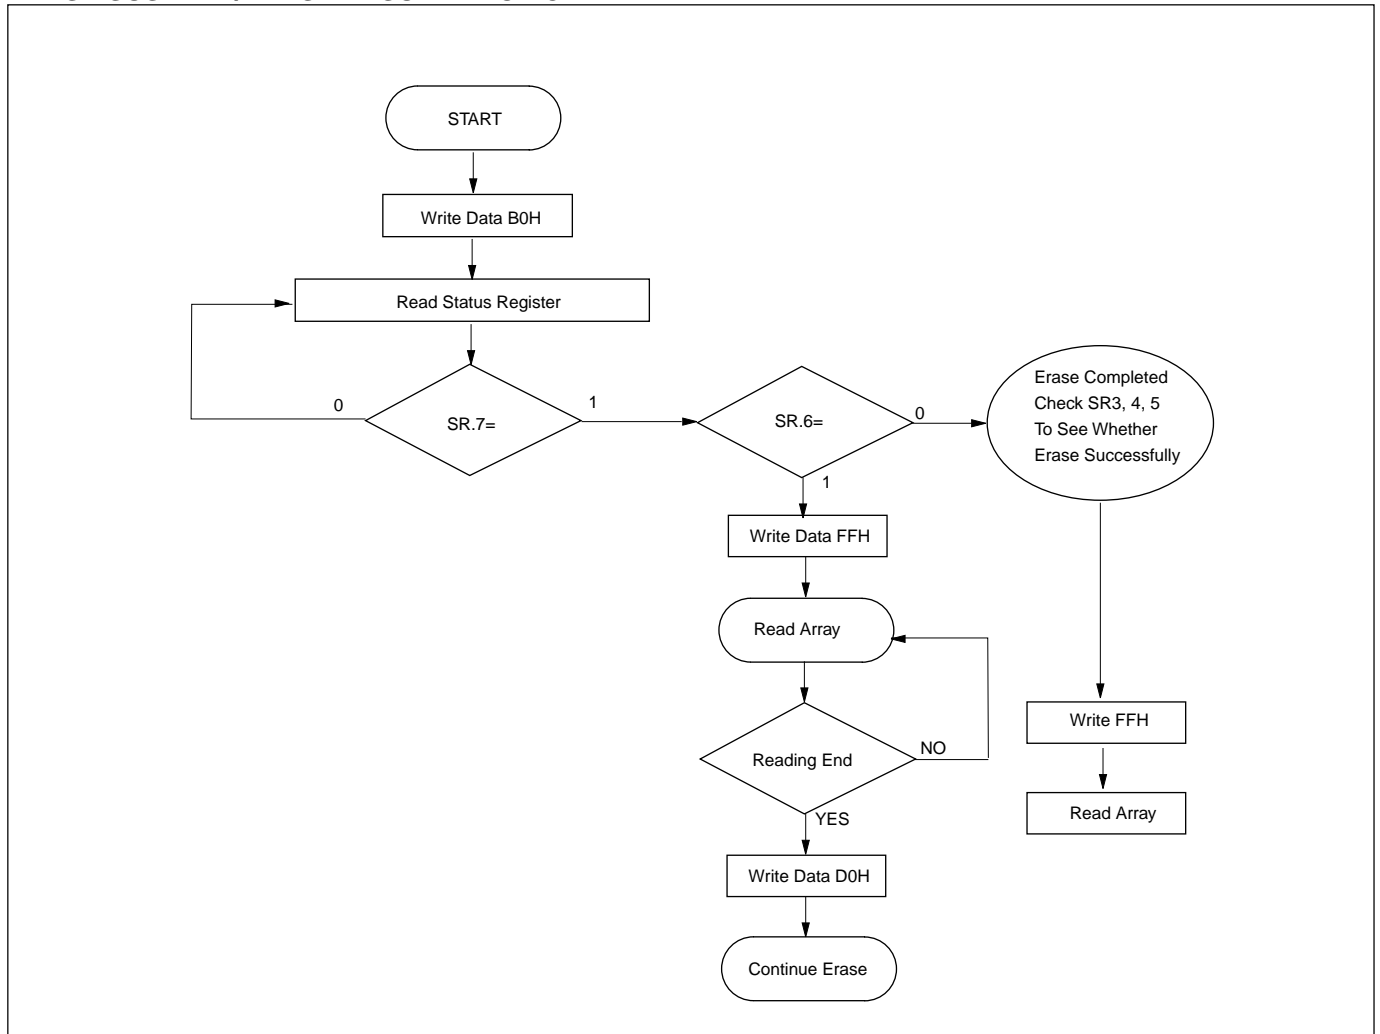 START
Write Data B0H
Read Status Register
0
SR.7=
1
SR.6=
0
Erase Completed
Check SR3, 4, 5
To See Whether
Erase Successfully
1
Write Data FFH
Read Array
Reading End
NO
YES
Write Data D0H
Continue Erase
Write FFH
Read Array